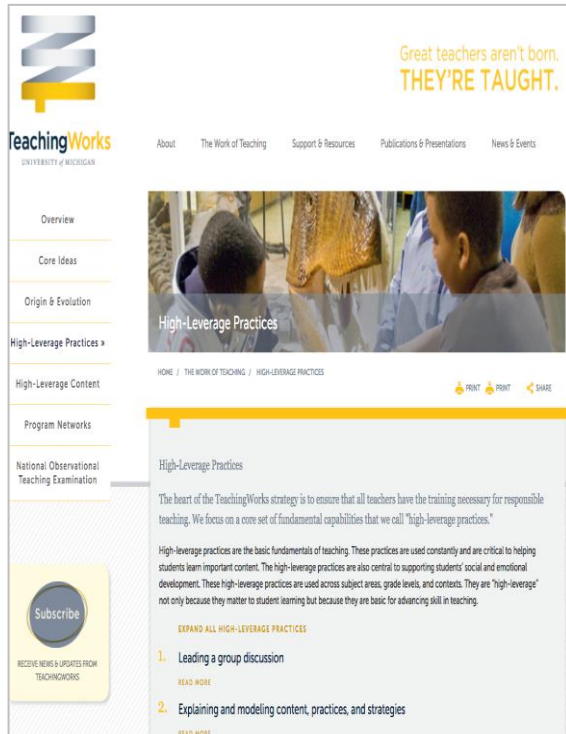 Great teachers aren't born.
THEY'RE TAUGHT.
TeachingWorks
UNIVERSITY of MICHIGAN
About
The Work of Teaching
Support & Resources
Publications & Presentations
News & Events
Overview
Core Ideas
Origin & Evolution
High-Leverage Practices »
High-Leverage Content
Program Networks
National Observational
Teaching Examination
Subscribe
RECEIVE NEWS & UPDATES FROM
TEACHINGWORKS
High-Leverage Practices
HOME / THE WORK OF TEACHING / HIGH-LEVERAGE PRACTICES
PRINT PRINT SHARE
High-Leverage Practices
The heart of the TeachingWorks strategy is to ensure that all teachers have the training necessary for responsible
teaching. We focus on a core set of fundamental capabilities that we call "high-leverage practices."
High-leverage practices are the basic fundamentals of teaching. These practices are used constantly and are critical to helping
students learn important content. The high-leverage practices are also central to supporting students' social and emotional
development. These high-leverage practices are used across subject areas, grade levels, and contexts. They are "high-leverage"
not only because they matter to student learning but because they are basic for advancing skill in teaching.
EXPAND ALL HIGH-LEVERAGE PRACTICES
1. Leading a group discussion
READ MORE
2. Explaining and modeling content, practices, and strategies
READ MORE